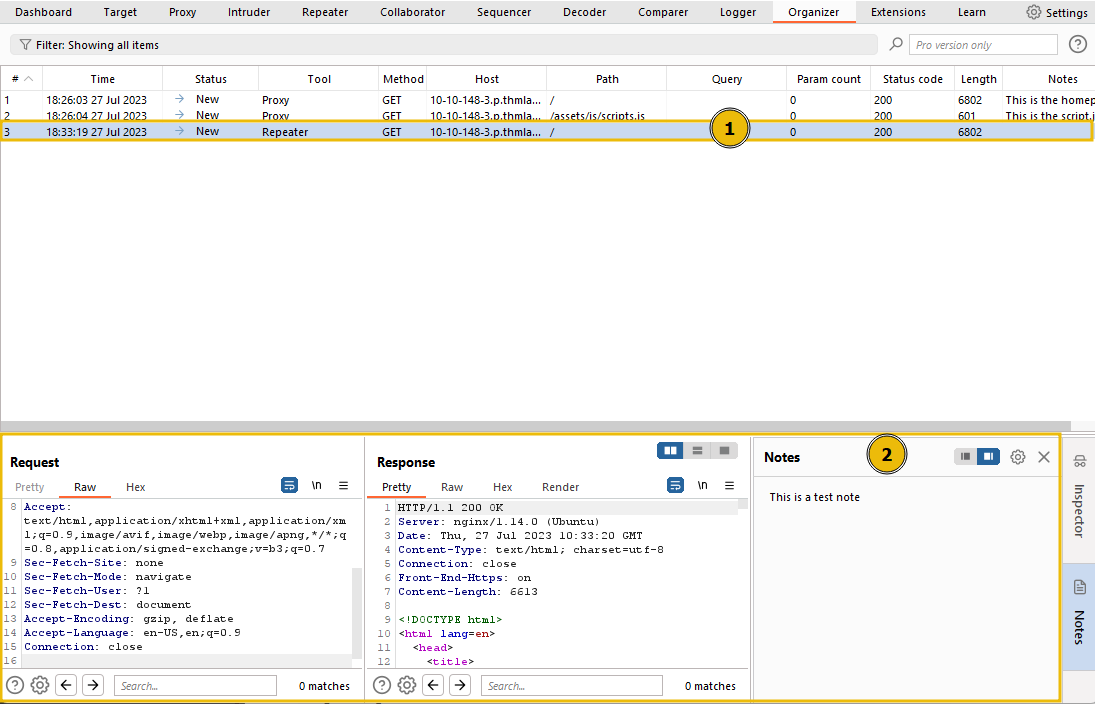 Dashboard Target Proxy Intruder Repeater Collaborator Sequencer Decoder Comparer Logger Organizer Extensions Learn Settings
Filter: Showing all items Pro version only ?
# Time Status Tool Method Host Path Query Param count Status code Length Notes
1 18:26:03 27 Jul 2023 New Proxy GET 10-10-148-3.p.thmla... / 0 200 6802 This is the homep
2 18:26:04 27 Jul 2023 New Proxy GET 10-10-148-3.p.thmla... /assets/js/scripts.js 0 200 601 This is the script.j
3 18:33:19 27 Jul 2023 New Repeater GET 10-10-148-3.p.thmla... / 0 200 6802
1
Request
Pretty Raw Hex \n
8 Accept:
text/html,application/xhtml+xml,application/xm
l;q=0.9,image/avif,image/webp,image/apng,*/*;q
=0.8,application/signed-exchange;v=b3;q=0.7
9 Sec-Fetch-Site: none
10 Sec-Fetch-Mode: navigate
11 Sec-Fetch-User: ?1
12 Sec-Fetch-Dest: document
13 Accept-Encoding: gzip, deflate
14 Accept-Language: en-US,en;q=0.9
15 Connection: close
16
? Search... 0 matches
Response
Pretty Raw Hex Render \n
1 HTTP/1.1 200 OK
2 Server: nginx/1.14.0 (Ubuntu)
3 Date: Thu, 27 Jul 2023 10:33:20 GMT
4 Content-Type: text/html; charset=utf-8
5 Connection: close
6 Front-End-Https: on
7 Content-Length: 6613
8
9 <!DOCTYPE html>
10 <html lang=en>
11 <head>
12 <title>
? Search... 0 matches
Notes
2
This is a test note
Inspector
Notes